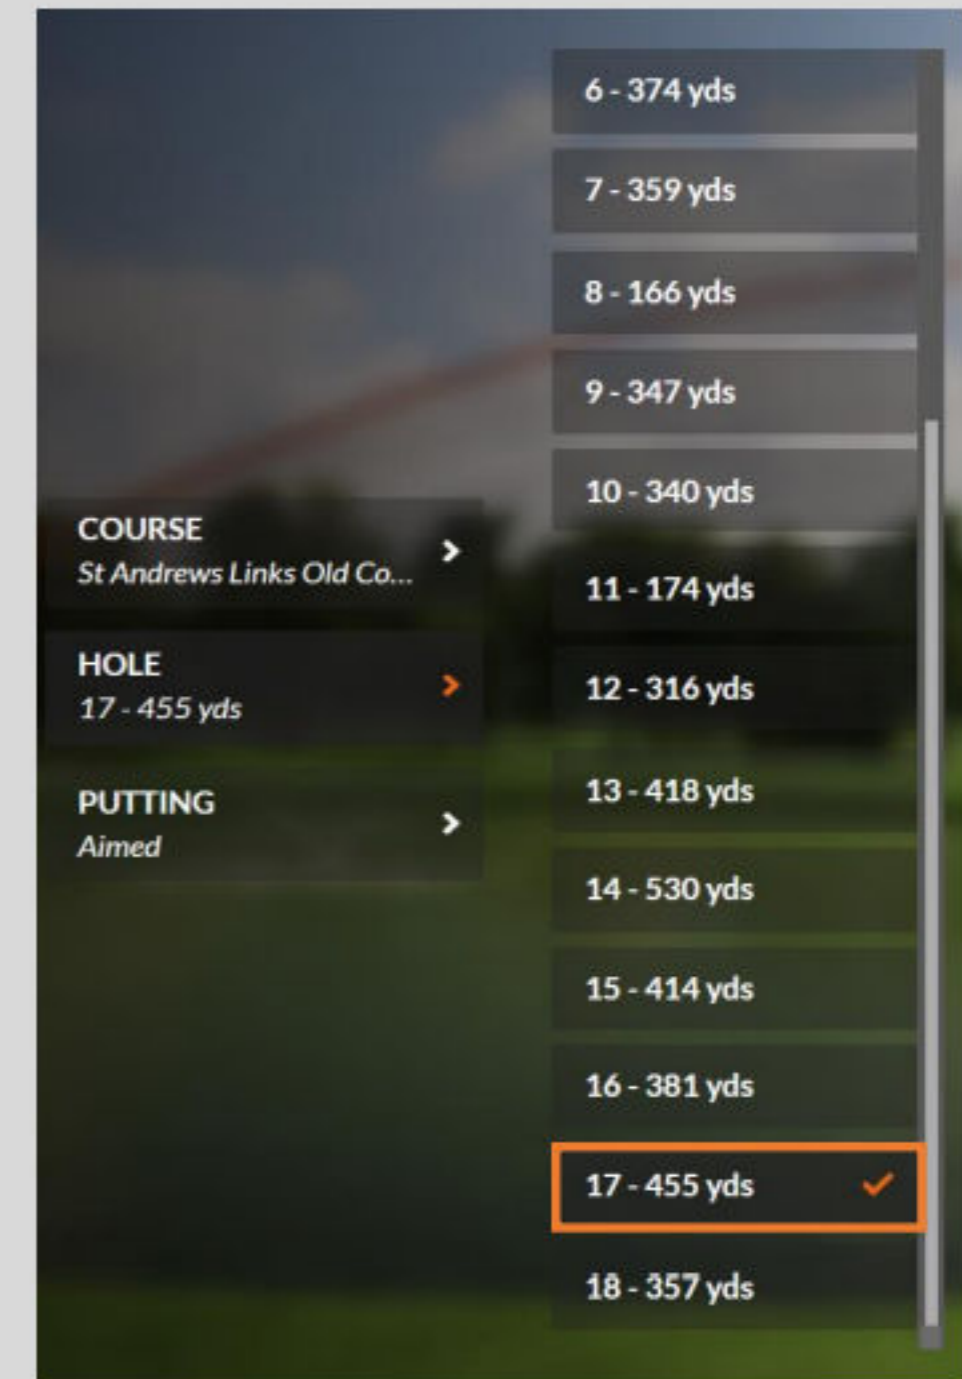 COURSE
St Andrews Links Old Co...
HOLE
17 - 455 yds
PUTTING
Aimed
6 - 374 yds
7 - 359 yds
8 - 166 yds
9 - 347 yds
10 - 340 yds
11 - 174 yds
12 - 316 yds
13 - 418 yds
14 - 530 yds
15 - 414 yds
16 - 381 yds
17 - 455 yds
18 - 357 yds